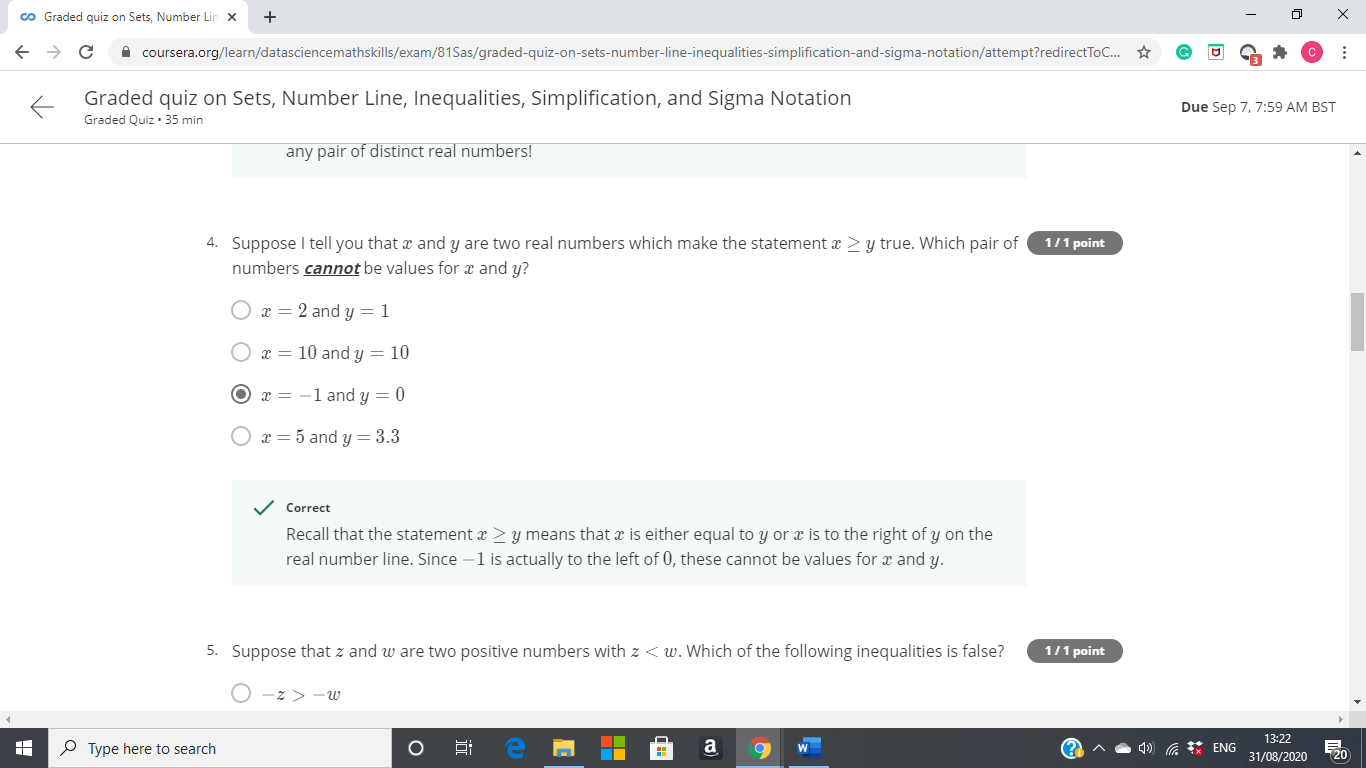 Graded quiz on Sets, Number Lin
coursera.org/learn/datasciencemathskills/exam/81Sas/graded-quiz-on-sets-number-line-inequalities-simplification-and-sigma-notation/attempt?redirectToC...
3
C
Graded quiz on Sets, Number Line, Inequalities, Simplification, and Sigma Notation
Graded Quiz • 35 min
Due Sep 7, 7:59 AM BST
any pair of distinct real numbers!
4. Suppose I tell you that x and y are two real numbers which make the statement x ≥ y true. Which pair of
numbers cannot be values for x and y?
1 / 1 point
x = 2 and y = 1
x = 10 and y = 10
x = −1 and y = 0
x = 5 and y = 3.3
Correct
Recall that the statement x ≥ y means that x is either equal to y or x is to the right of y on the
real number line. Since −1 is actually to the left of 0, these cannot be values for x and y.
5. Suppose that z and w are two positive numbers with z < w. Which of the following inequalities is false?
1 / 1 point
−z > −w
Type here to search
ENG
13:22
31/08/2020
20